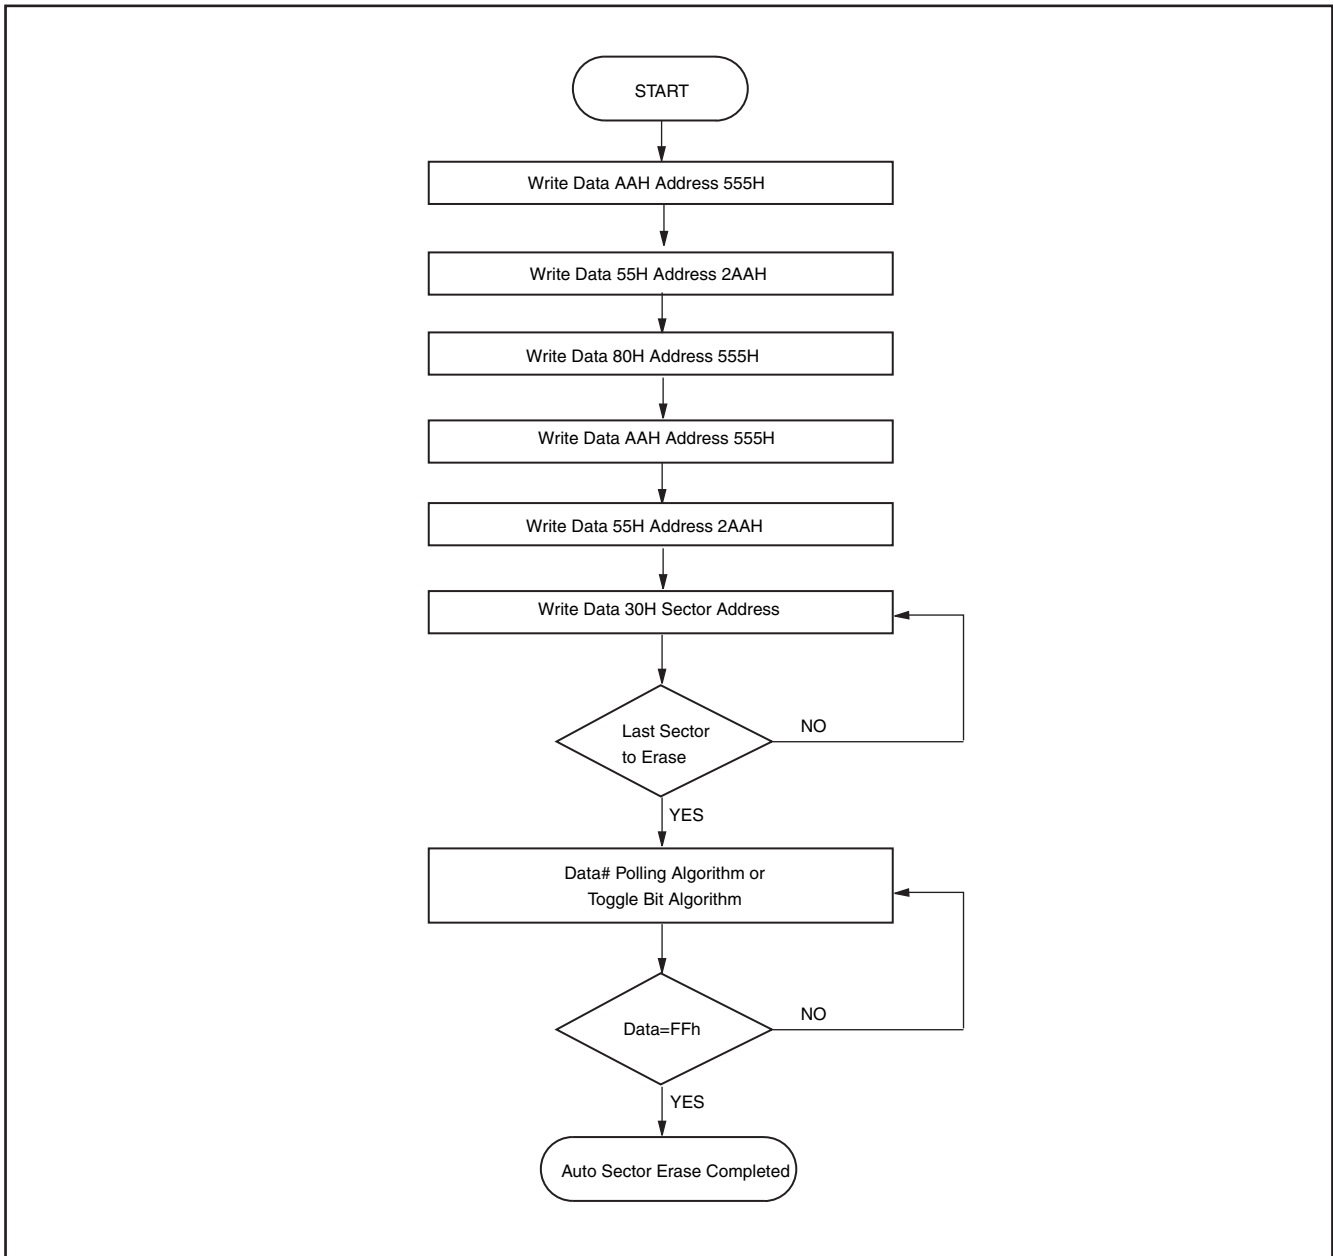 START
Write Data AAH Address 555H
Write Data 55H Address 2AAH
Write Data 80H Address 555H
Write Data AAH Address 555H
Write Data 55H Address 2AAH
Write Data 30H Sector Address
Last Sector
to Erase
NO
YES
Data# Polling Algorithm or
Toggle Bit Algorithm
Data=FFh
NO
YES
Auto Sector Erase Completed